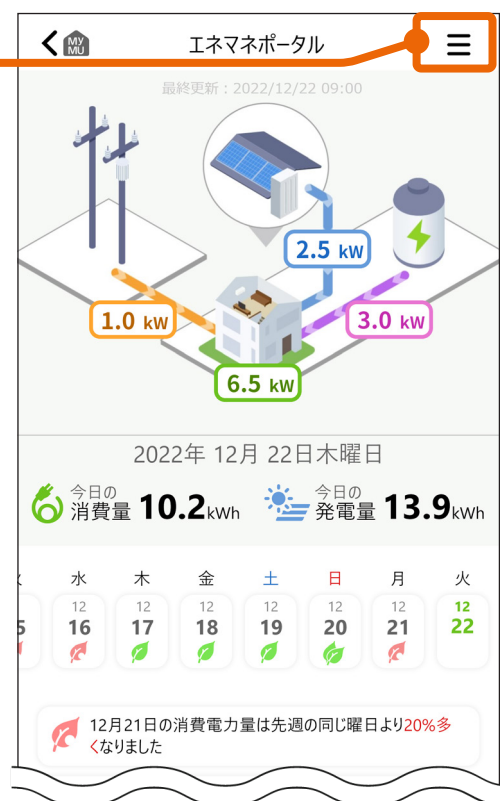 MY
MU
エネマネポータル
最終更新：2022/12/22 09:00
2.5 kW
1.0 kW
3.0 kW
6.5 kW
2022年 12月 22日木曜日
今日の
消費量 10.2kWh
今日の
発電量 13.9kWh
水 木 金 土 日 月 火
12 12 12 12 12 12 12
5 16 17 18 19 20 21 22
12月21日の消費電力量は先週の同じ曜日より20%多
くなりました